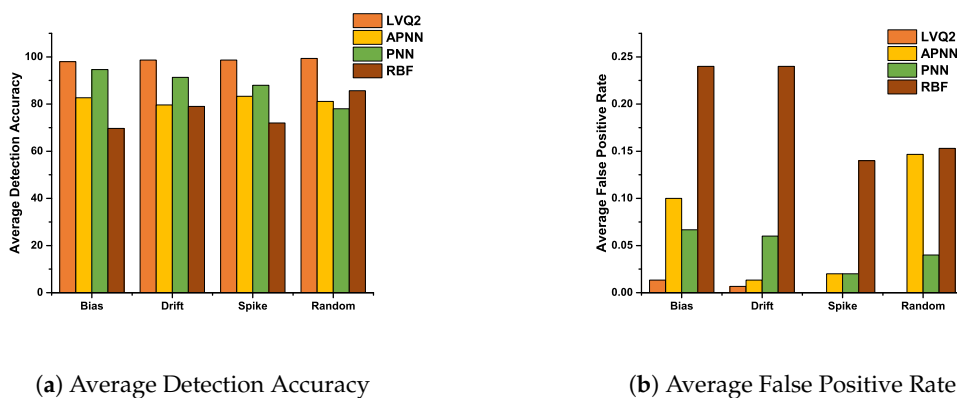 LVQ2
APNN
PNN
RBF
100
80
60
40
20
0
Average Detection Accuracy
Bias Drift Spike Random
(a) Average Detection Accuracy
LVQ2
APNN
PNN
RBF
0.25
0.20
0.15
0.10
0.05
0.00
Average False Positive Rate
Bias Drift Spike Random
(b) Average False Positive Rate